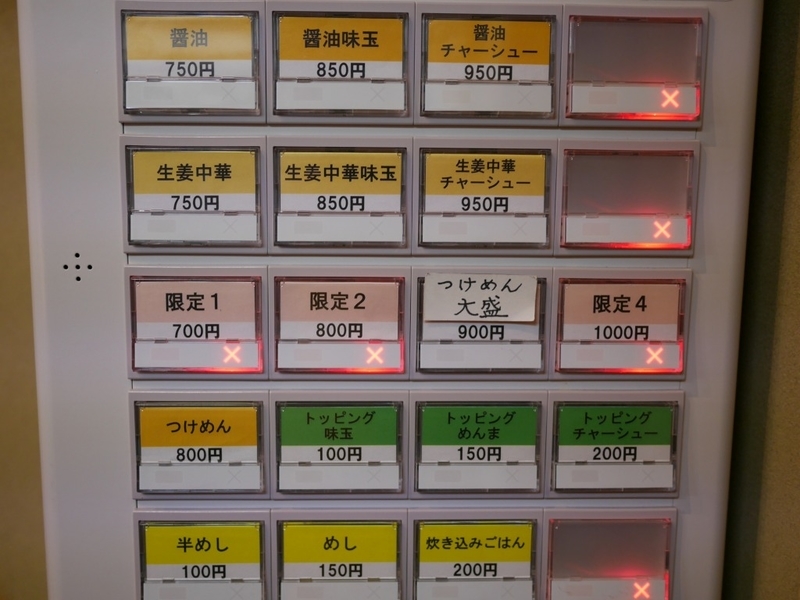 醤油
750円
醤油味玉
850円
醤油
チャーシュー
950円
×
生姜中華
750円
生姜中華味玉
850円
生姜中華
チャーシュー
950円
×
限定1
700円
×
限定2
800円
×
つけめん
大盛
900円
限定4
1000円
×
つけめん
800円
トッピング
味玉
100円
トッピング
めんま
150円
トッピング
チャーシュー
200円
半めし
100円
めし
150円
炊き込みごはん
200円
×